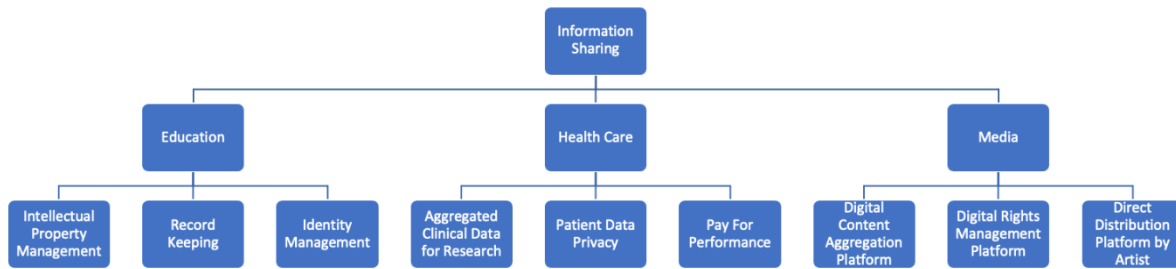 Information
Sharing
Education
Health Care
Media
Intellectual
Property
Management
Record
Keeping
Identity
Management
Aggregated
Clinical Data
for Research
Patient Data
Privacy
Pay For
Performance
Digital
Content
Aggregation
Platform
Digital Rights
Management
Platform
Direct
Distribution
Platform by
Artist